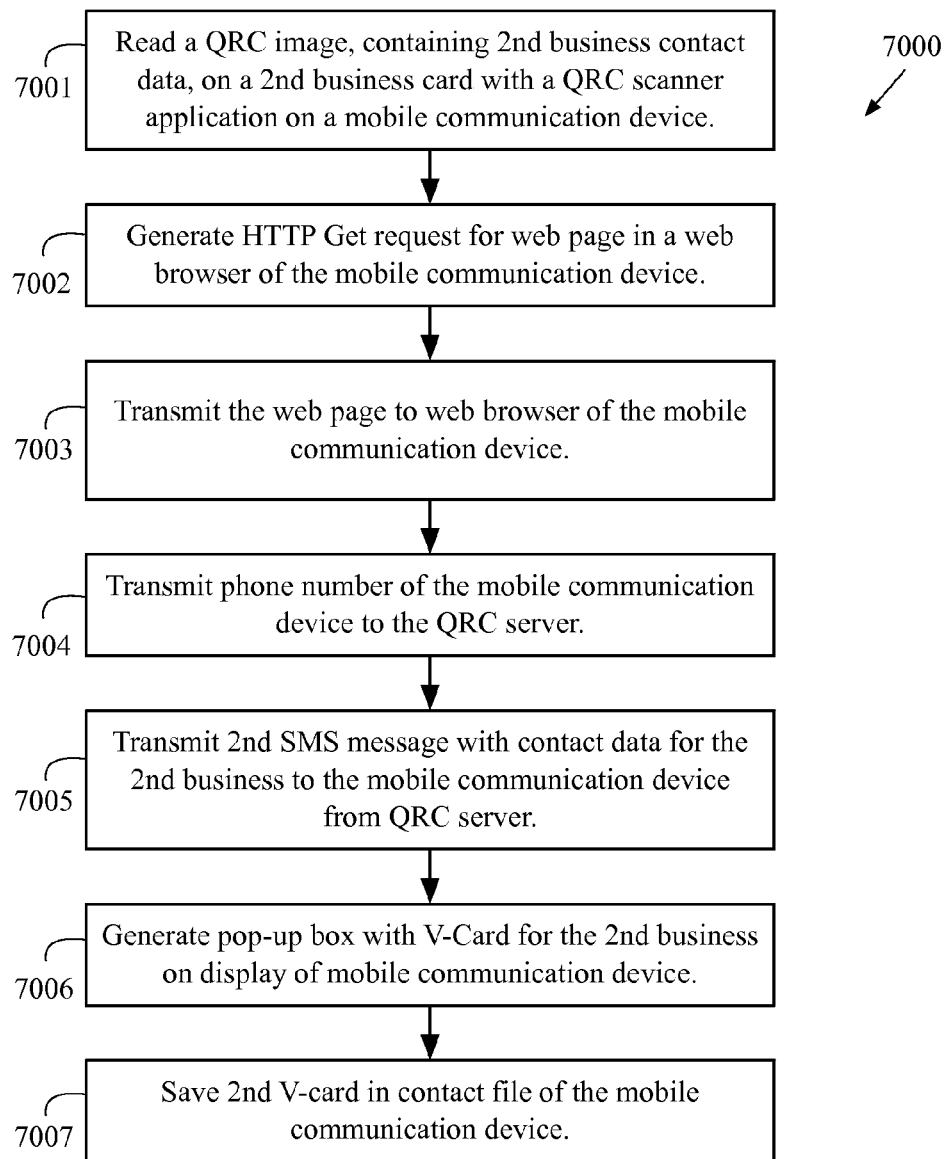 Read a QRC image, containing 2nd business contact
data, on a 2nd business card with a QRC scanner
application on a mobile communication device.
7001
7000
Generate HTTP Get request for web page in a web
browser of the mobile communication device.
7002
Transmit the web page to web browser of the mobile
communication device.
7003
Transmit phone number of the mobile communication
device to the QRC server.
7004
Transmit 2nd SMS message with contact data for the
2nd business to the mobile communication device
from QRC server.
7005
Generate pop-up box with V-Card for the 2nd business
on display of mobile communication device.
7006
Save 2nd V-card in contact file of the mobile
communication device.
7007